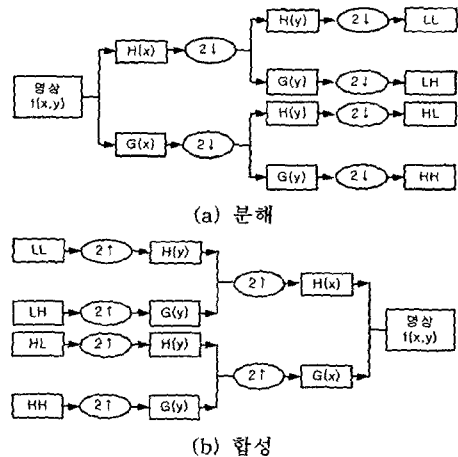 H(y) 2↓ LL
H(x) 2↓
G(y) 2↓ LH
영상
f(x,y)
H(y) 2↓ HL
G(x) 2↓
G(y) 2↓ HH
(a) 분해
LL 2↑ H(y)
2↑ H(x)
LH 2↑ G(y)
영상
f(x,y)
HL 2↑ H(y)
2↑ G(x)
HH 2↑ G(y)
(b) 합성